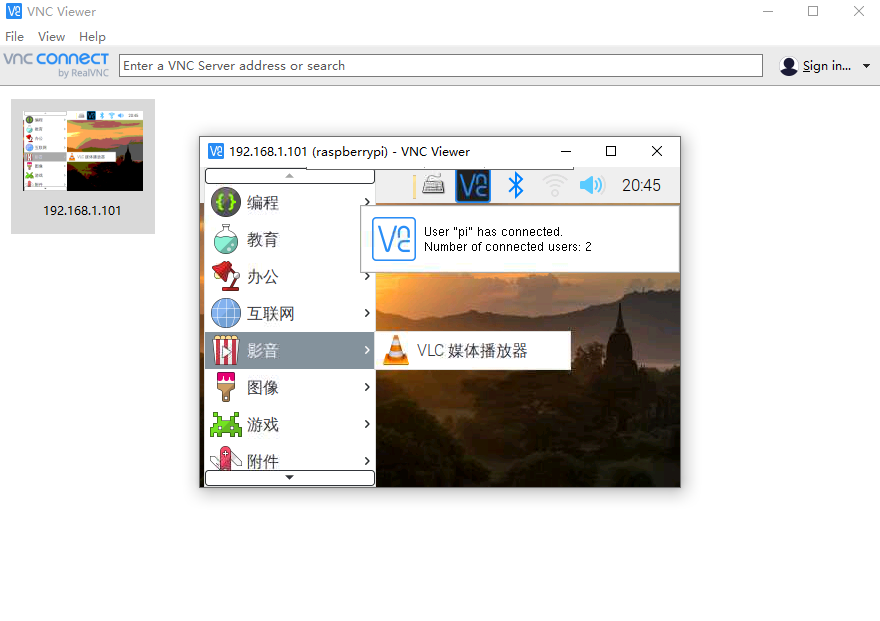 VNC Viewer
File View Help
VNC CONNECT
by RealVNC
Enter a VNC Server address or search
Sign in...
192.168.1.101
192.168.1.101 (raspberrypi) - VNC Viewer
20:45
编程
教育
办公
互联网
影音
图像
游戏
附件
User "pi" has connected.
Number of connected users: 2
VLC 媒体播放器